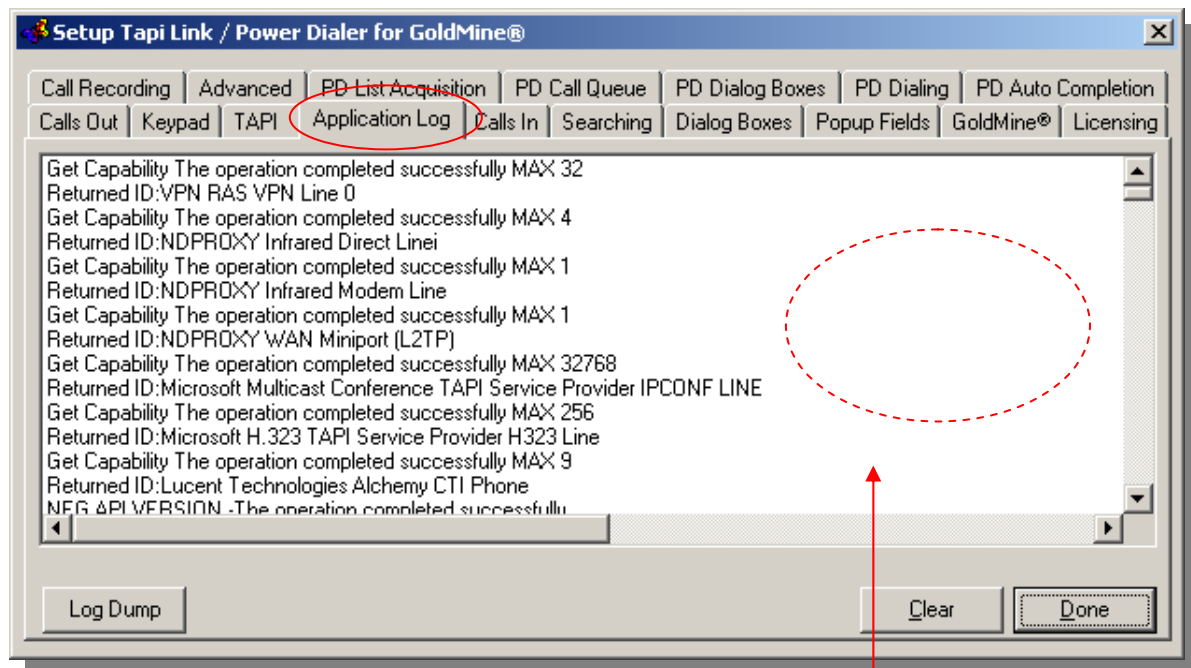 Setup Tapi Link / Power Dialer for GoldMine®
Call Recording Advanced PD List Acquisition PD Call Queue PD Dialog Boxes PD Dialing PD Auto Completion
Calls Out Keypad TAPI Application Log Calls In Searching Dialog Boxes Popup Fields GoldMine® Licensing
Get Capability The operation completed successfully MAX 32
Returned ID:VPN RAS VPN Line 0
Get Capability The operation completed successfully MAX 4
Returned ID:NDPROXY Infrared Direct Linei
Get Capability The operation completed successfully MAX 1
Returned ID:NDPROXY Infrared Modem Line
Get Capability The operation completed successfully MAX 1
Returned ID:NDPROXY WAN Miniport (L2TP)
Get Capability The operation completed successfully MAX 32768
Returned ID:Microsoft Multicast Conference TAPI Service Provider IPCONF LINE
Get Capability The operation completed successfully MAX 256
Returned ID:Microsoft H.323 TAPI Service Provider H323 Line
Get Capability The operation completed successfully MAX 9
Returned ID:Lucent Technologies Alchemy CTI Phone
NEG API VERSION -The operation completed successfully
Log Dump Clear Done